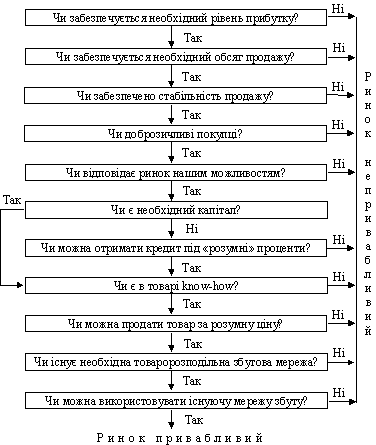 Чи забезпечується необхідний рівень прибутку?
Ні
Так
Чи забезпечується необхідний обсяг продажу?
Ні
Так
Чи забезпечено стабільність продажу?
Ні
Так
Чи доброзичливі покупці?
Ні
Так
Чи відповідає ринок нашим можливостям?
Ні
Так
Так
Чи є необхідний капітал?
Ні
Чи можна отримати кредит під «розумні» проценти?
Ні
Так
Чи є в товарі know-how?
Ні
Так
Чи можна продати товар за розумну ціну?
Ні
Так
Чи існує необхідна товаророзподільна збутова мережа?
Ні
Так
Чи можна використовувати існуючу мережу збуту?
Ні
Так
Ринок привабливий
Ринок непривабливий